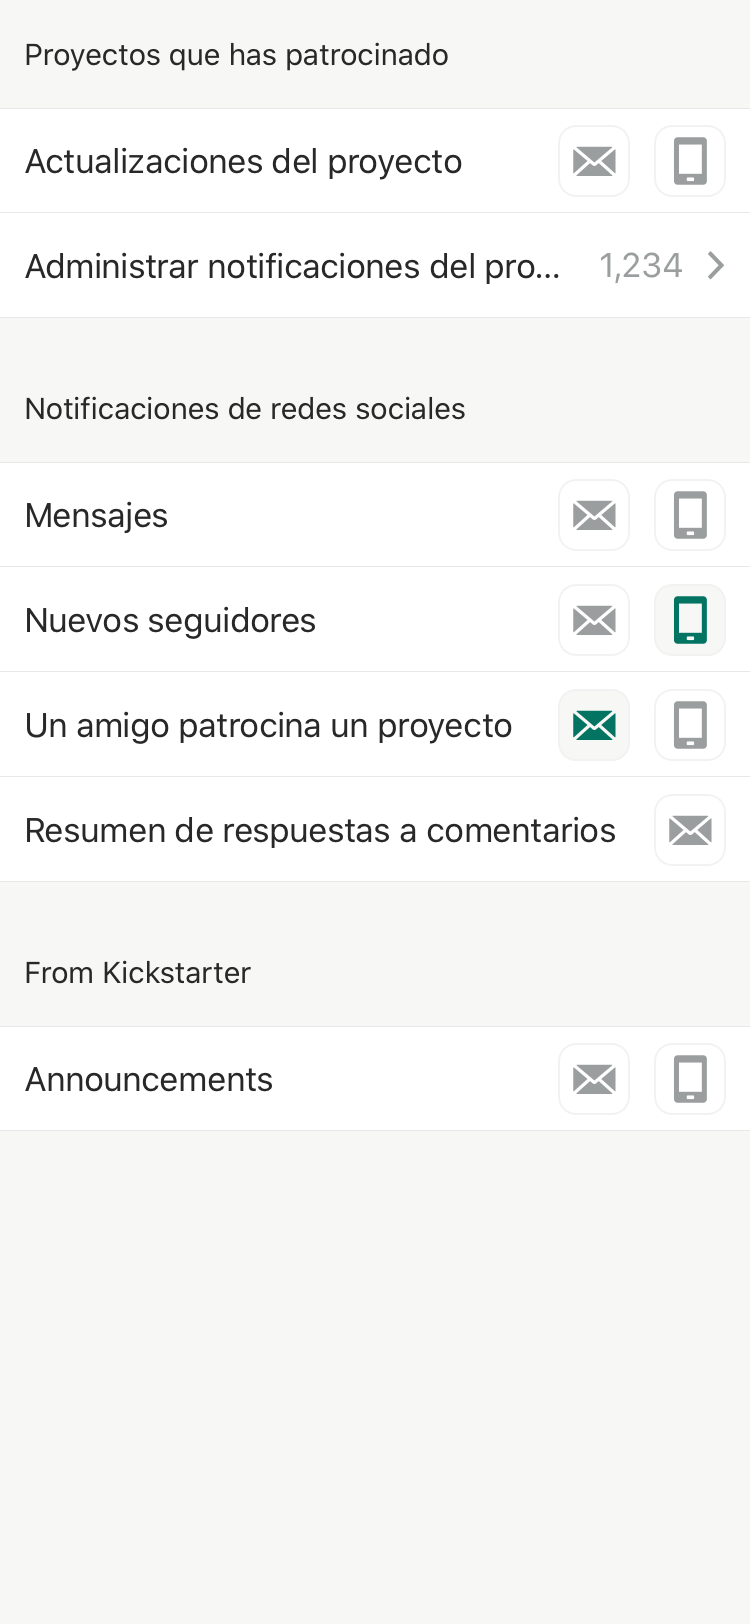 Proyectos que has patrocinado
Actualizaciones del proyecto
Administrar notificaciones del pro... 1,234
Notificaciones de redes sociales
Mensajes
Nuevos seguidores
Un amigo patrocina un proyecto
Resumen de respuestas a comentarios
From Kickstarter
Announcements